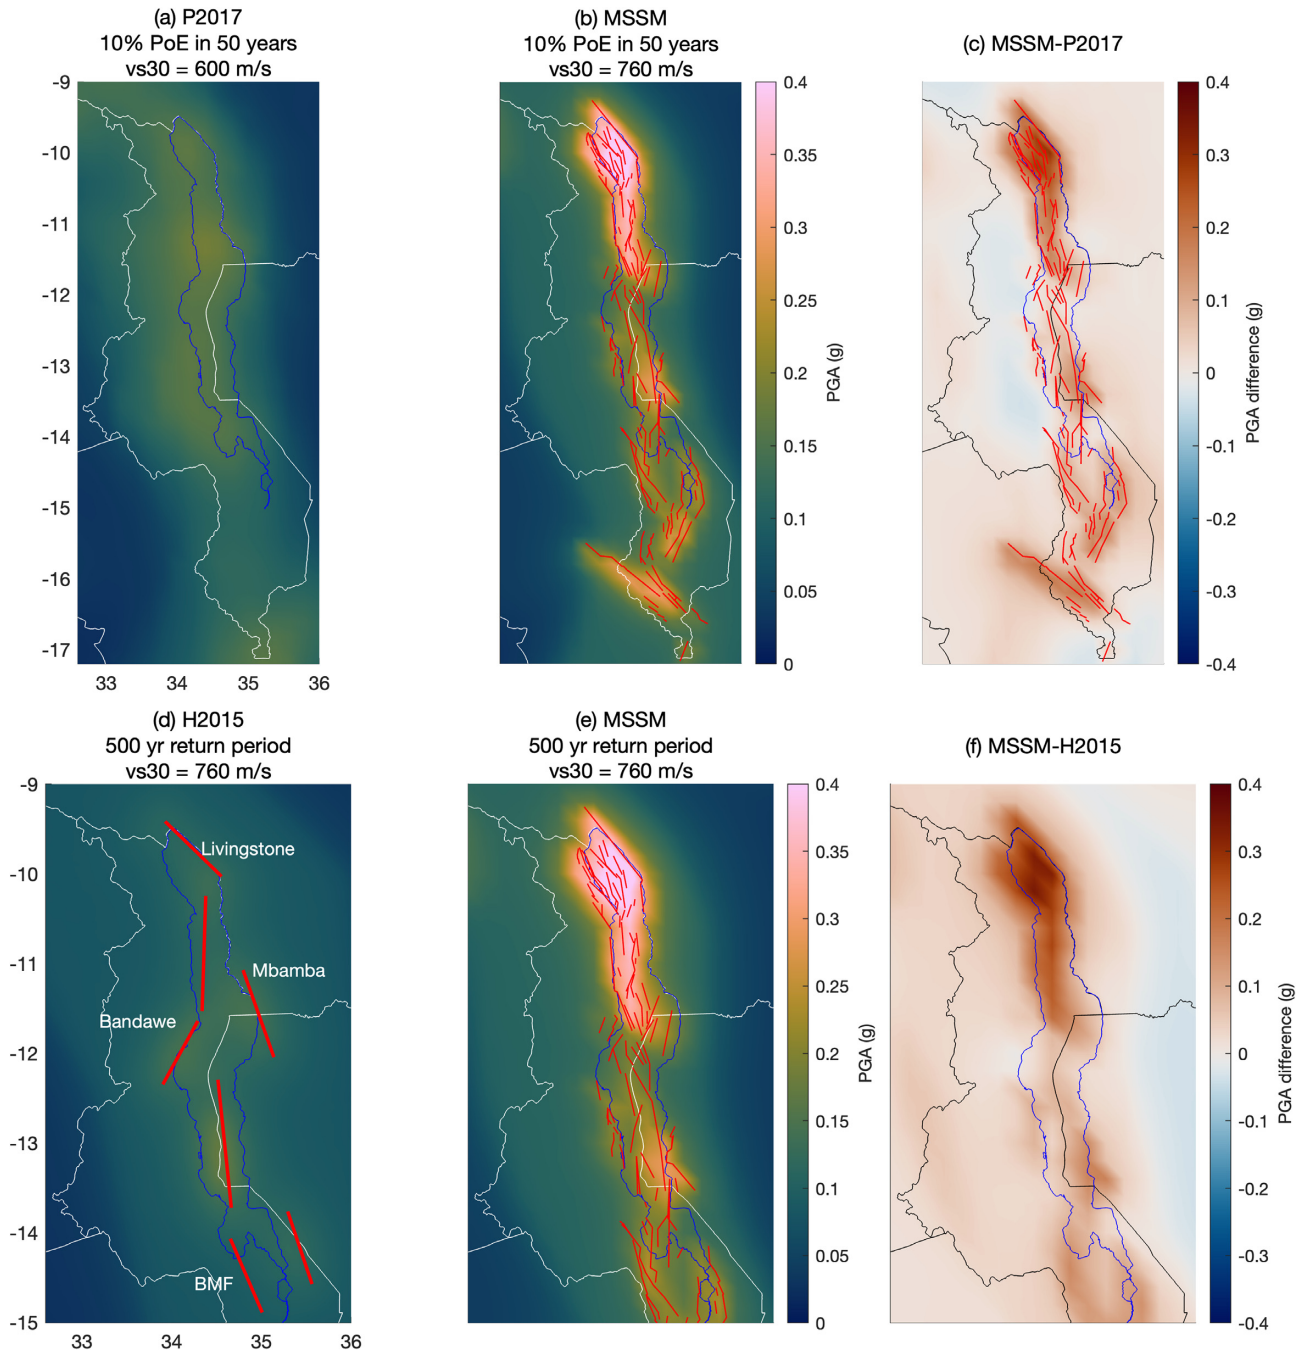 (a) P2017
10% PoE in 50 years
vs30 = 600 m/s
(b) MSSM
10% PoE in 50 years
vs30 = 760 m/s
(c) MSSM-P2017
-9
-10
-11
-12
-13
-14
-15
-16
-17
33
34
35
36
0.4
0.35
0.3
0.25
0.2
0.15
0.1
0.05
0
PGA (g)
0.4
0.3
0.2
0.1
0
-0.1
-0.2
-0.3
-0.4
PGA difference (g)
(d) H2015
500 yr return period
vs30 = 760 m/s
(e) MSSM
500 yr return period
vs30 = 760 m/s
(f) MSSM-H2015
-9
-10
-11
-12
-13
-14
-15
33
34
35
36
Livingstone
Mbamba
Bandawe
BMF
0.4
0.35
0.3
0.25
0.2
0.15
0.1
0.05
0
PGA (g)
0.4
0.3
0.2
0.1
0
-0.1
-0.2
-0.3
-0.4
PGA difference (g)